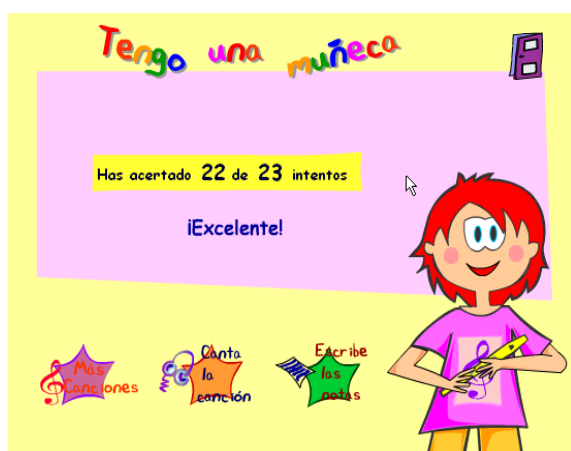 Tengo una muñeca
Has acertado 22 de 23 intentos
¡Excelente!
Más
Canciones
Canta
la
canción
Escribe
las
notas